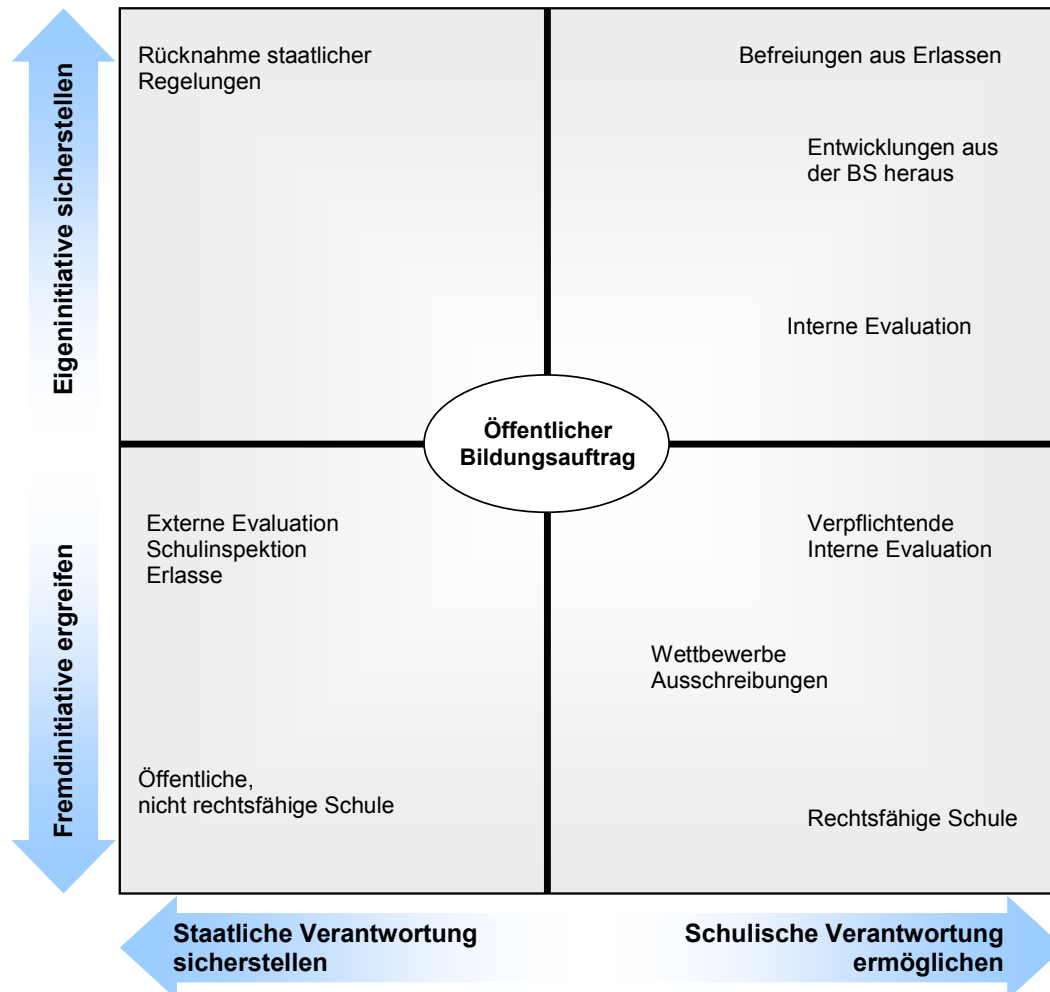 Eigeninitiative sicherstellen
Rücknahme staatlicher
Regelungen
Befreiungen aus Erlassen
Entwicklungen aus
der BS heraus
Interne Evaluation
Öffentlicher
Bildungsauftrag
Fremdinitiative ergreifen
Externe Evaluation
Schulinspektion
Erlasse
Verpflichtende
Interne Evaluation
Wettbewerbe
Ausschreibungen
Öffentliche,
nicht rechtsfähige Schule
Rechtsfähige Schule
Staatliche Verantwortung
sicherstellen
Schulische Verantwortung
ermöglichen